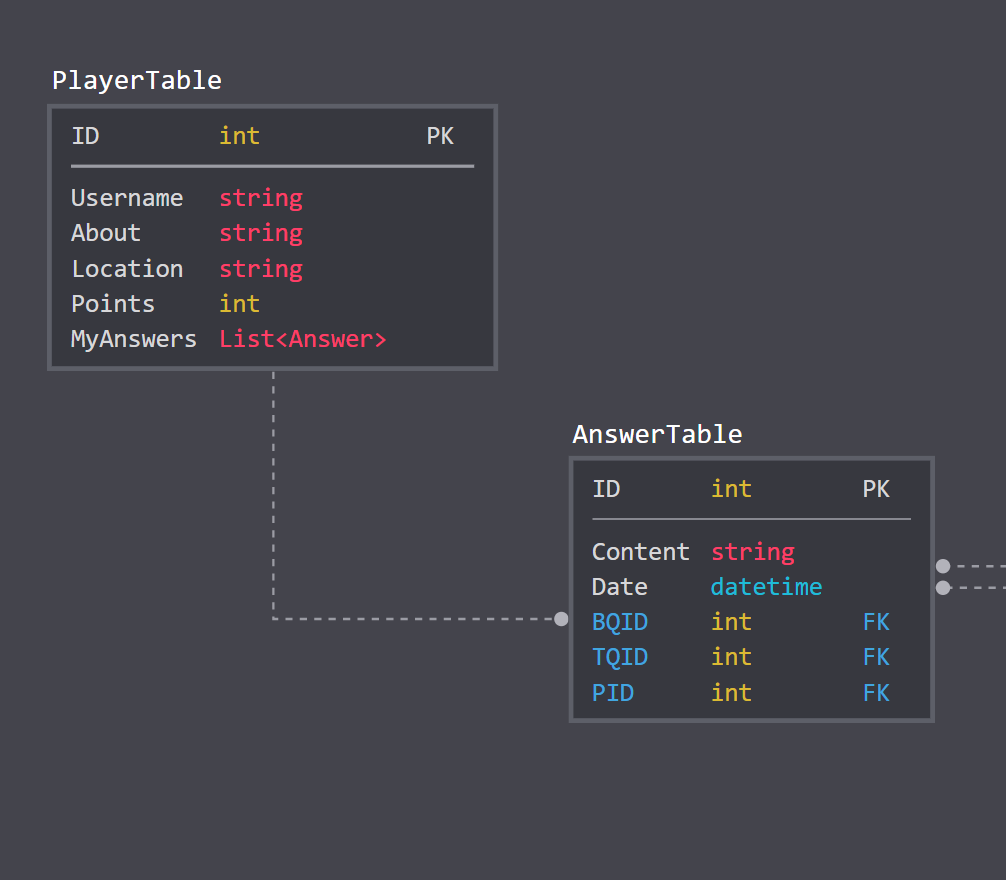 PlayerTable
ID int PK
Username string
About string
Location string
Points int
MyAnswers List<Answer>
AnswerTable
ID int PK
Content string
Date datetime
BQID int FK
TQID int FK
PID int FK